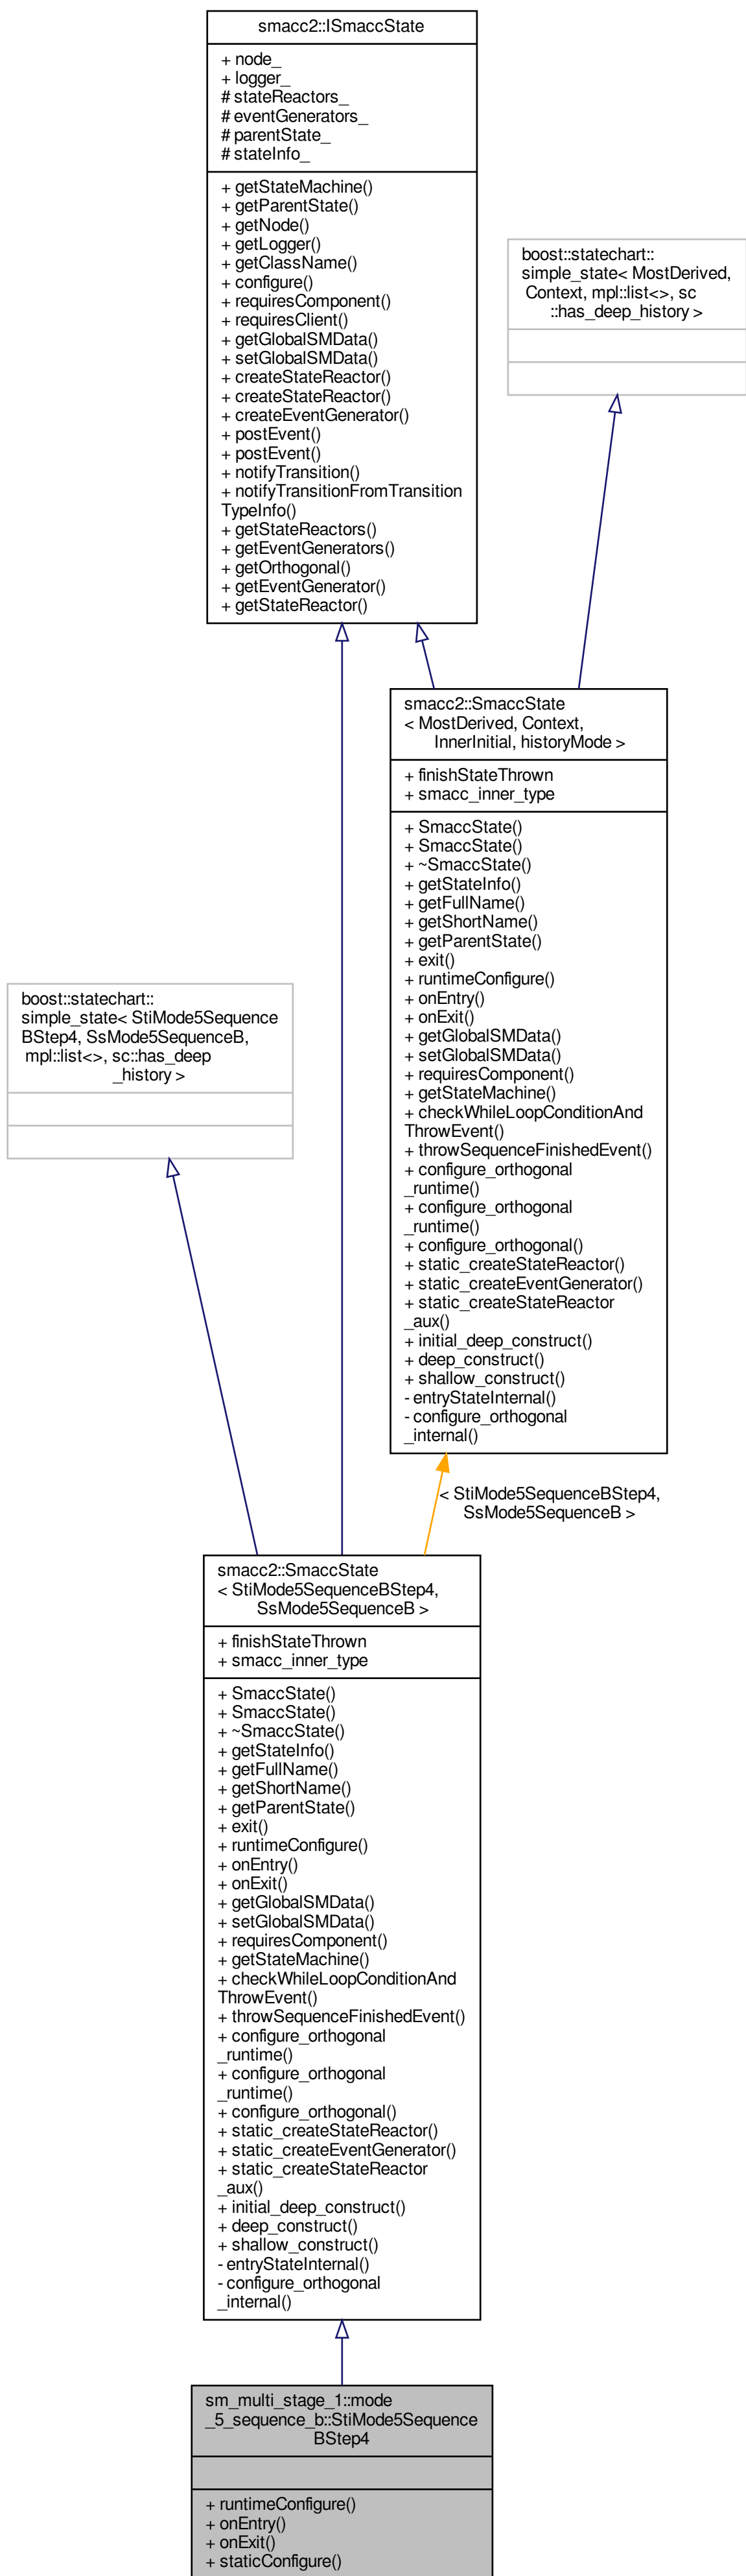 smacc2::ISmaccState
+ node_
+ logger_
# stateReactors_
# eventGenerators_
# parentState_
# stateInfo_
+ getStateMachine()
+ getParentState()
+ getNode()
+ getLogger()
+ getClassName()
+ configure()
+ requiresComponent()
+ requiresClient()
+ getGlobalSMData()
+ setGlobalSMData()
+ createStateReactor()
+ createStateReactor()
+ createEventGenerator()
+ postEvent()
+ postEvent()
+ notifyTransition()
+ notifyTransitionFromTransition
TypeInfo()
+ getStateReactors()
+ getEventGenerators()
+ getOrthogonal()
+ getEventGenerator()
+ getStateReactor()
boost::statechart::
simple_state< MostDerived,
Context, mpl::list<>, sc
::has_deep_history >
smacc2::SmaccState
< MostDerived, Context,
InnerInitial, historyMode >
+ finishStateThrown
+ smacc_inner_type
+ SmaccState()
+ SmaccState()
+ ~SmaccState()
+ getStateInfo()
+ getFullName()
+ getShortName()
+ getParentState()
+ exit()
+ runtimeConfigure()
+ onEntry()
+ onExit()
+ getGlobalSMData()
+ setGlobalSMData()
+ requiresComponent()
+ getStateMachine()
+ checkWhileLoopConditionAnd
ThrowEvent()
+ throwSequenceFinishedEvent()
+ configure_orthogonal
_runtime()
+ configure_orthogonal
_runtime()
+ configure_orthogonal()
+ static_createStateReactor()
+ static_createEventGenerator()
+ static_createStateReactor
_aux()
+ initial_deep_construct()
+ deep_construct()
+ shallow_construct()
- entryStateInternal()
- configure_orthogonal
_internal()
boost::statechart::
simple_state< StiMode5Sequence
BStep4, SsMode5SequenceB,
mpl::list<>, sc::has_deep
_history >
< StiMode5SequenceBStep4,
SsMode5SequenceB >
smacc2::SmaccState
< StiMode5SequenceBStep4,
SsMode5SequenceB >
+ finishStateThrown
+ smacc_inner_type
+ SmaccState()
+ SmaccState()
+ ~SmaccState()
+ getStateInfo()
+ getFullName()
+ getShortName()
+ getParentState()
+ exit()
+ runtimeConfigure()
+ onEntry()
+ onExit()
+ getGlobalSMData()
+ setGlobalSMData()
+ requiresComponent()
+ getStateMachine()
+ checkWhileLoopConditionAnd
ThrowEvent()
+ throwSequenceFinishedEvent()
+ configure_orthogonal
_runtime()
+ configure_orthogonal
_runtime()
+ configure_orthogonal()
+ static_createStateReactor()
+ static_createEventGenerator()
+ static_createStateReactor
_aux()
+ initial_deep_construct()
+ deep_construct()
+ shallow_construct()
- entryStateInternal()
- configure_orthogonal
_internal()
sm_multi_stage_1::mode
_5_sequence_b::StiMode5Sequence
BStep4
+ runtimeConfigure()
+ onEntry()
+ onExit()
+ staticConfigure()